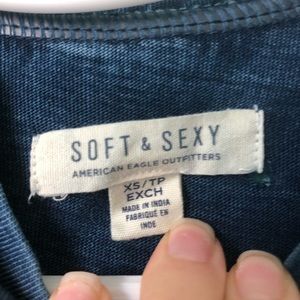 SOFT & SEXY
AMERICAN EAGLE OUTFITTERS
XS/TP
EXCH
MADE IN INDIA
FABRIQUÉ EN
INDE